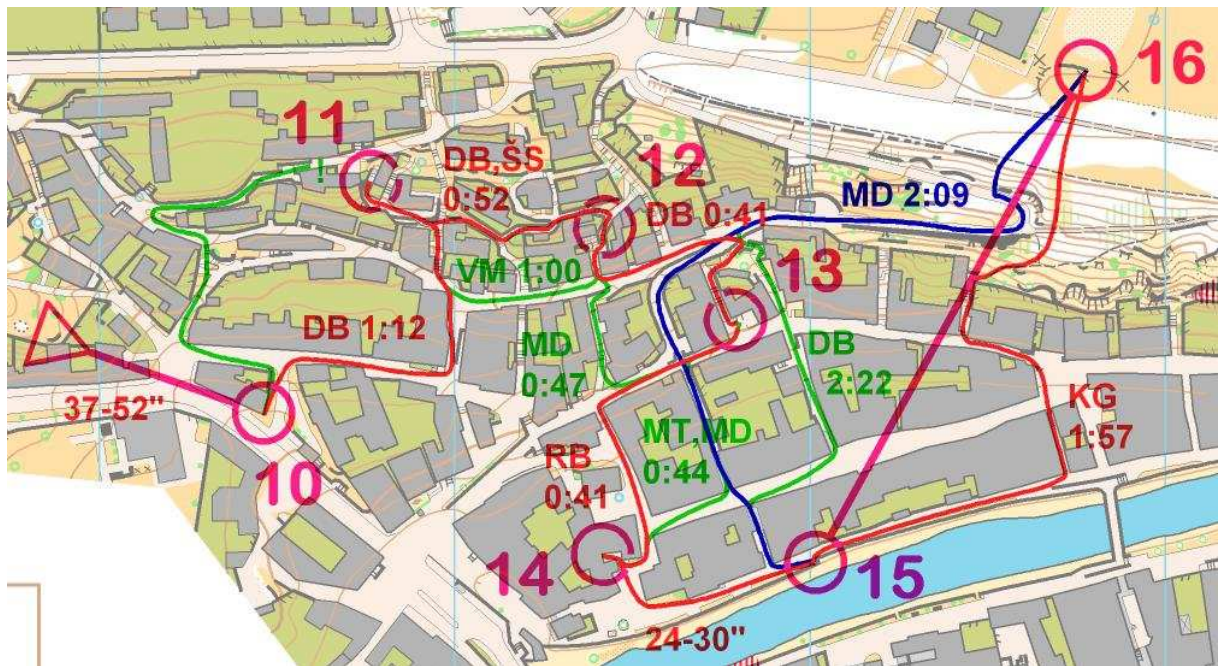 16
11
DB,ŠS
0:52
12
DB 0:41
MD 2:09
13
VM 1:00
DB 1:12
MD
0:47
DB
2:22
37-52"
KG
1:57
MT,MD
0:44
RB
0:41
10
14
15
24-30"
!